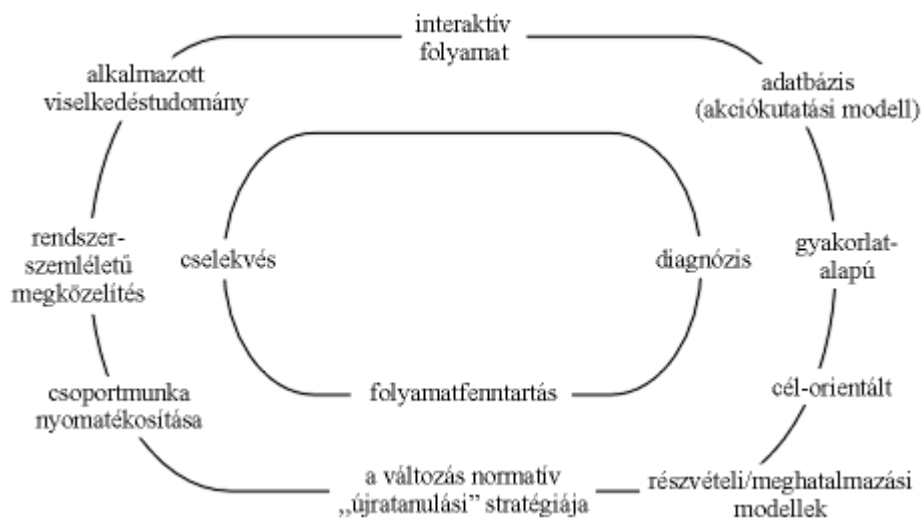 interaktív
folyamat
alkalmazott
viselkedéstudomány
adatbázis
(akciókutatási modell)
rendszer-
szemléletű
megközelítés
cselekvés
diagnózis
gyakorlat-
alapú
csoportmunka
nyomatékosítása
folyamatfenntartás
cél-orientált
a változás normatív
„újratanulási” stratégiája
részvételi/meghatalmazási
modellek